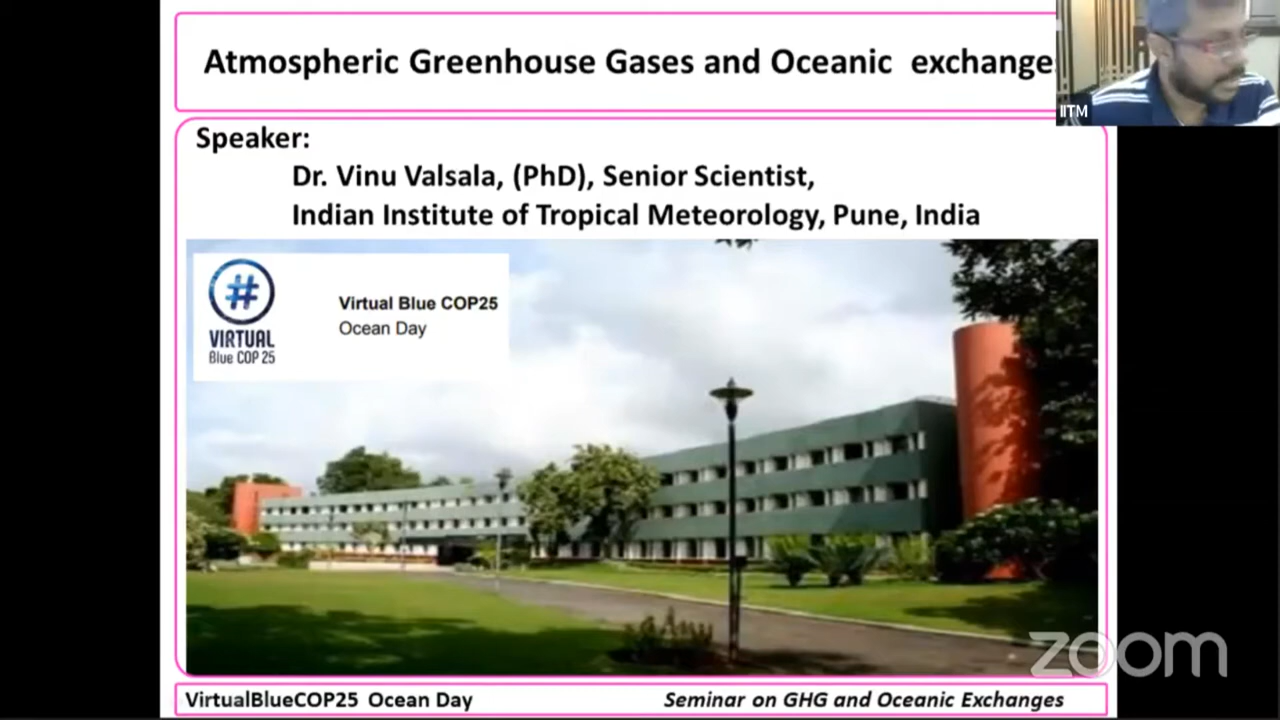 Atmospheric Greenhouse Gases and Oceanic exchange
IITM
Speaker:
Dr. Vinu Valsala, (PhD), Senior Scientist,
Indian Institute of Tropical Meteorology, Pune, India
#
VIRTUAL
Blue COP 25
Virtual Blue COP25
Ocean Day
zoom
VirtualBlueCOP25 Ocean Day
Seminar on GHG and Oceanic Exchanges